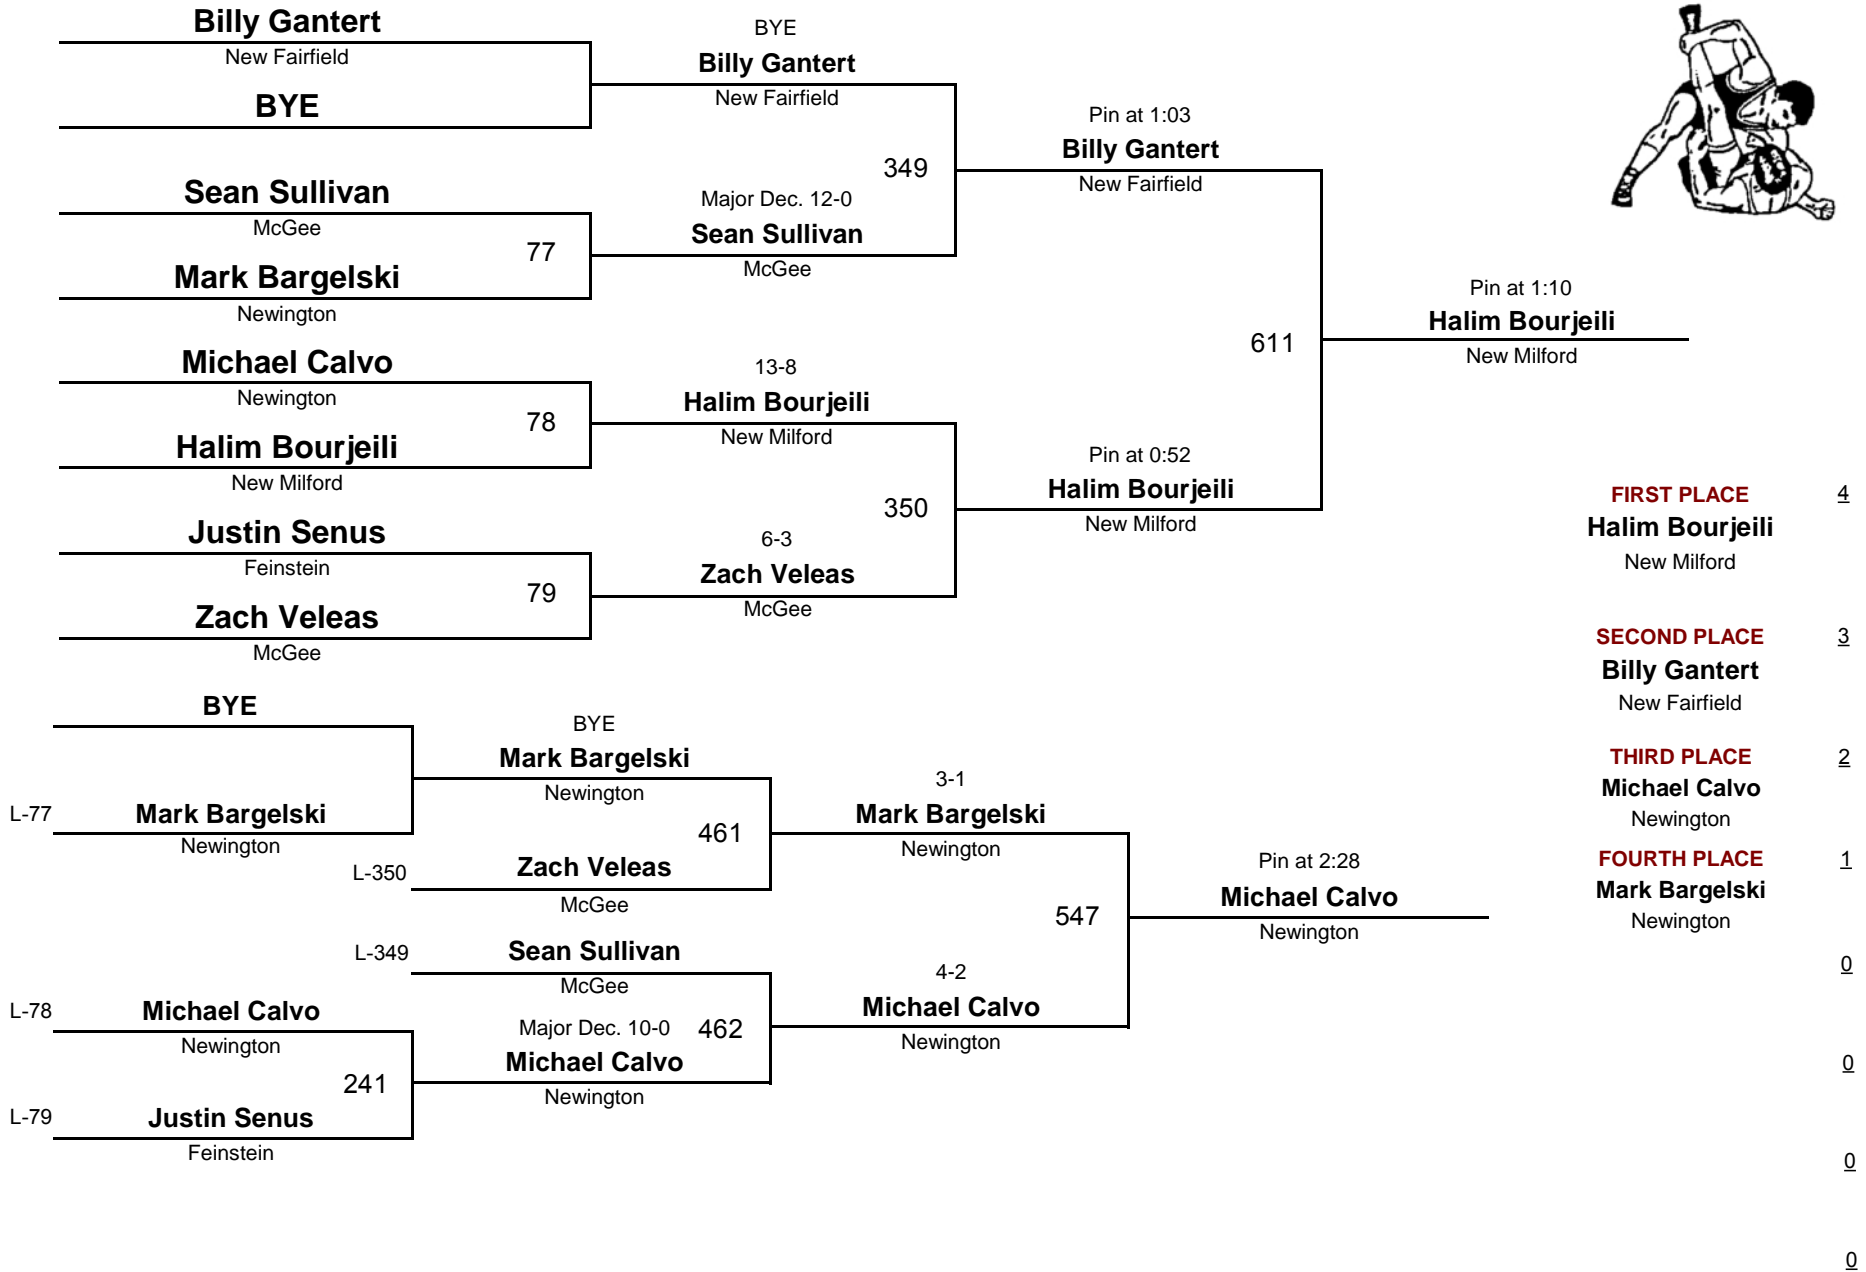 Billy Gantert
New Fairfield
BYE
Sean Sullivan
McGee
77
Mark Bargelski
Newington
Michael Calvo
Newington
78
Halim Bourjeili
New Milford
Justin Senus
Feinstein
79
Zach Veleas
McGee
BYE
Billy Gantert
New Fairfield
349
Major Dec. 12-0
Sean Sullivan
McGee
13-8
Halim Bourjeili
New Milford
350
6-3
Zach Veleas
McGee
Pin at 1:03
Billy Gantert
New Fairfield
611
Pin at 0:52
Halim Bourjeili
New Milford
Pin at 1:10
Halim Bourjeili
New Milford
BYE
L-77
Mark Bargelski
Newington
L-78
Michael Calvo
Newington
241
L-79
Justin Senus
Feinstein
BYE
Mark Bargelski
Newington
461
L-350
Zach Veleas
McGee
L-349
Sean Sullivan
McGee
Major Dec. 10-0
462
Michael Calvo
Newington
3-1
Mark Bargelski
Newington
547
4-2
Michael Calvo
Newington
Pin at 2:28
Michael Calvo
Newington
FIRST PLACE 4
Halim Bourjeili
New Milford
SECOND PLACE 3
Billy Gantert
New Fairfield
THIRD PLACE 2
Michael Calvo
Newington
FOURTH PLACE 1
Mark Bargelski
Newington
0
0
0
0